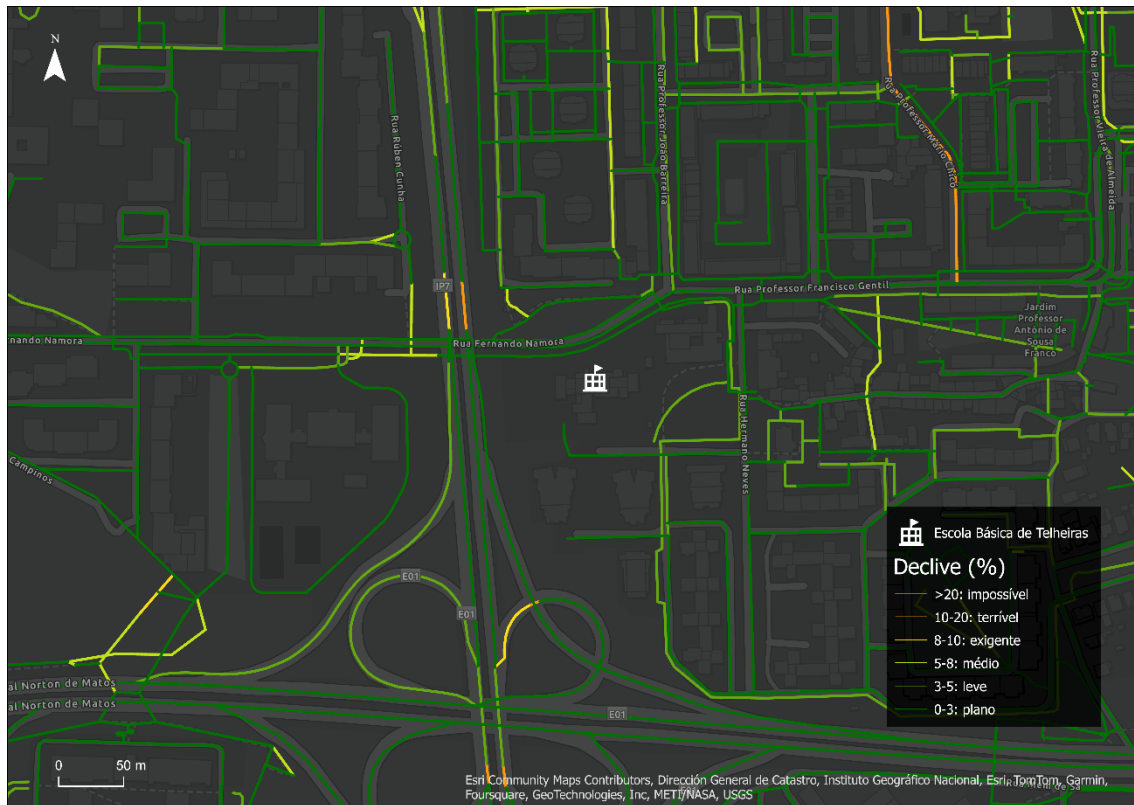 N
Rua Rúben Cunha
Rua Professor João Barreira
Rua Professor Mário Chicó
Rua Professor Vieira de Almeida
IP7
Rua Professor Francisco Gentil
Jardim
Professor
António de
Sousa
Franco
rnando Namora
Rua Fernando Namora
Rua Hermano Neves
Campinos
E01
E01
E01
al Norton de Matos
al Norton de Matos
Escola Básica de Telheiras
Declive (%)
>20: impossível
10-20: terrível
8-10: exigente
5-8: médio
3-5: leve
0-3: plano
0 50 m
Esri Community Maps Contributors, Dirección General de Catastro, Instituto Geográfico Nacional, Esri, TomTom, Garmin,
Foursquare, GeoTechnologies, Inc, METI/NASA, USGS